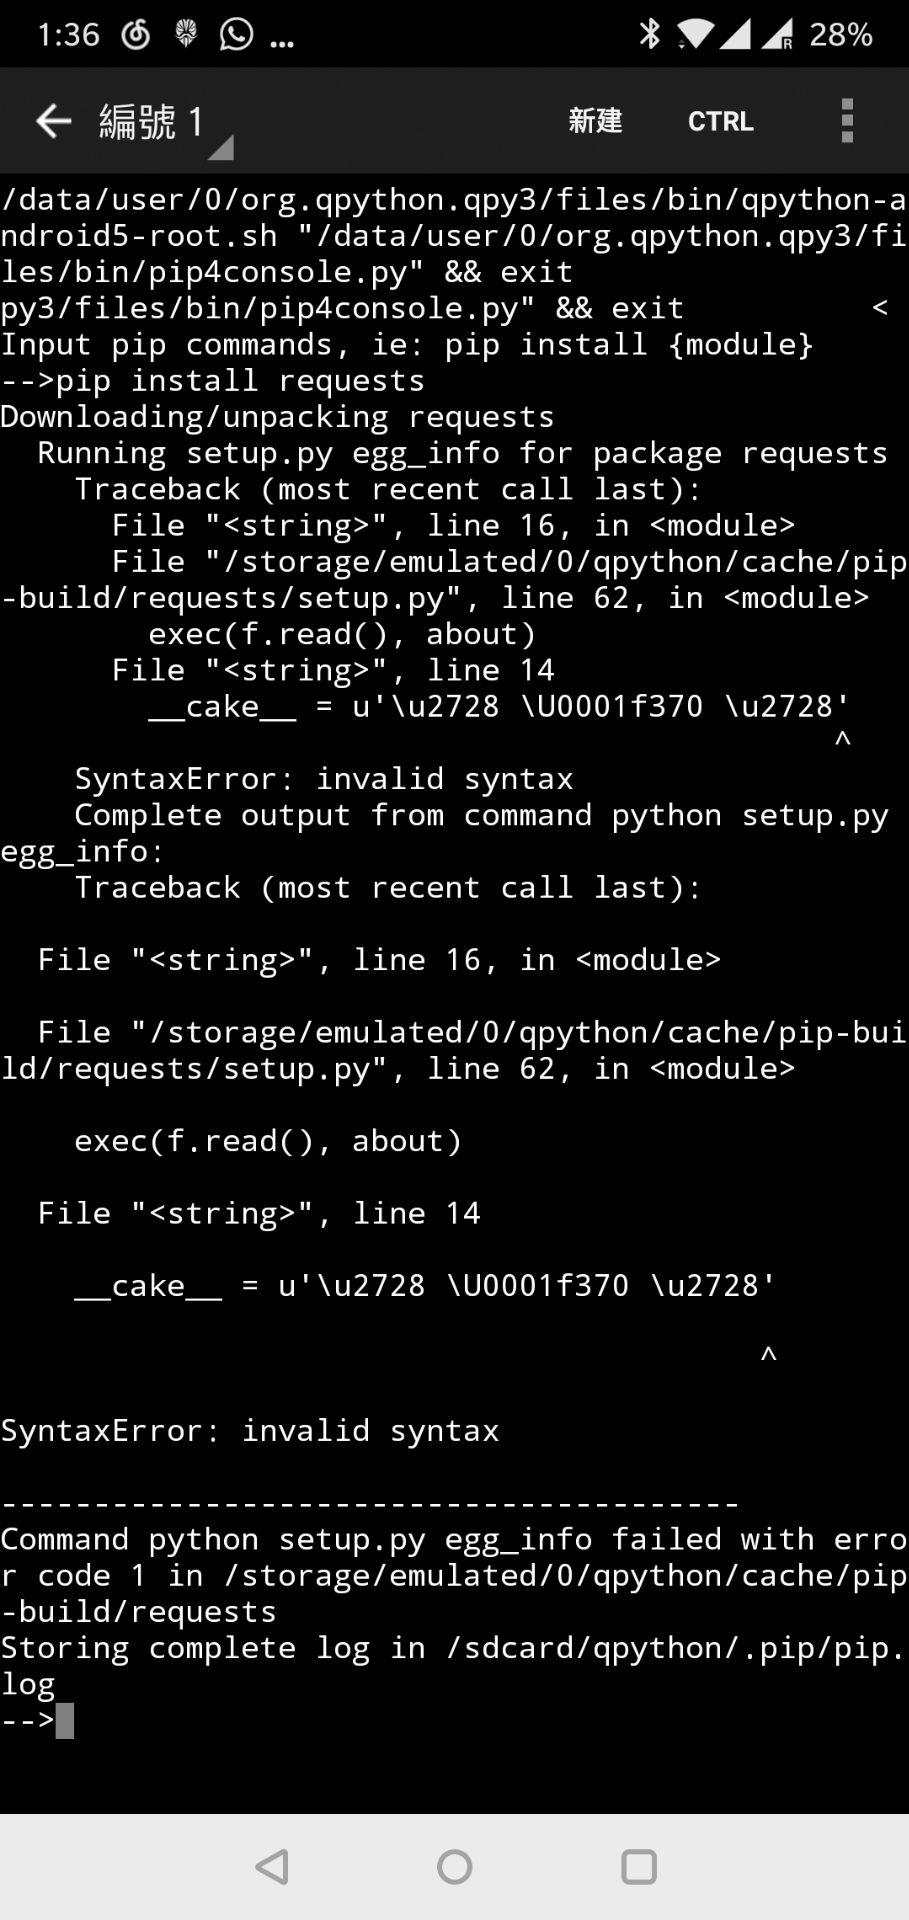 1:36 ... 28%
編號 1 新建 CTRL
/data/user/0/org.qpython.qpy3/files/bin/qpython-a
ndroid5-root.sh "/data/user/0/org.qpython.qpy3/fi
les/bin/pip4console.py" && exit
py3/files/bin/pip4console.py" && exit          <
Input pip commands, ie: pip install {module}
-->pip install requests
Downloading/unpacking requests
  Running setup.py egg_info for package requests
    Traceback (most recent call last):
      File "<string>", line 16, in <module>
      File "/storage/emulated/0/qpython/cache/pip
-build/requests/setup.py", line 62, in <module>
        exec(f.read(), about)
      File "<string>", line 14
        __cake__ = u'\u2728 \U0001f370 \u2728'
                                             ^
    SyntaxError: invalid syntax
    Complete output from command python setup.py
egg_info:
    Traceback (most recent call last):
  File "<string>", line 16, in <module>
  File "/storage/emulated/0/qpython/cache/pip-bui
ld/requests/setup.py", line 62, in <module>
    exec(f.read(), about)
  File "<string>", line 14
    __cake__ = u'\u2728 \U0001f370 \u2728'
                                         ^
SyntaxError: invalid syntax
----------------------------------------
Command python setup.py egg_info failed with erro
r code 1 in /storage/emulated/0/qpython/cache/pip
-build/requests
Storing complete log in /sdcard/qpython/.pip/pip.
log
-->